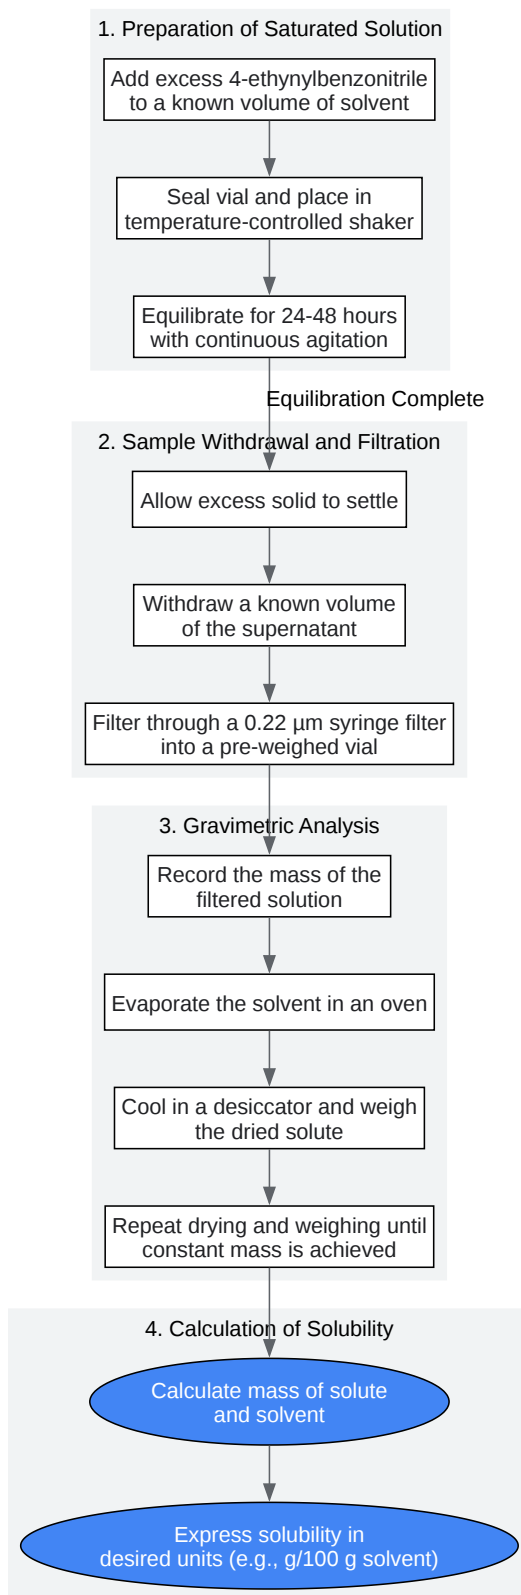 1. Preparation of Saturated Solution
Add excess 4-ethynylbenzonitrile
to a known volume of solvent
Seal vial and place in
temperature-controlled shaker
Equilibrate for 24-48 hours
with continuous agitation
Equilibration Complete
2. Sample Withdrawal and Filtration
Allow excess solid to settle
Withdraw a known volume
of the supernatant
Filter through a 0.22 µm syringe filter
into a pre-weighed vial
3. Gravimetric Analysis
Record the mass of the
filtered solution
Evaporate the solvent in an oven
Cool in a desiccator and weigh
the dried solute
Repeat drying and weighing until
constant mass is achieved
4. Calculation of Solubility
Calculate mass of solute
and solvent
Express solubility in
desired units (e.g., g/100 g solvent)